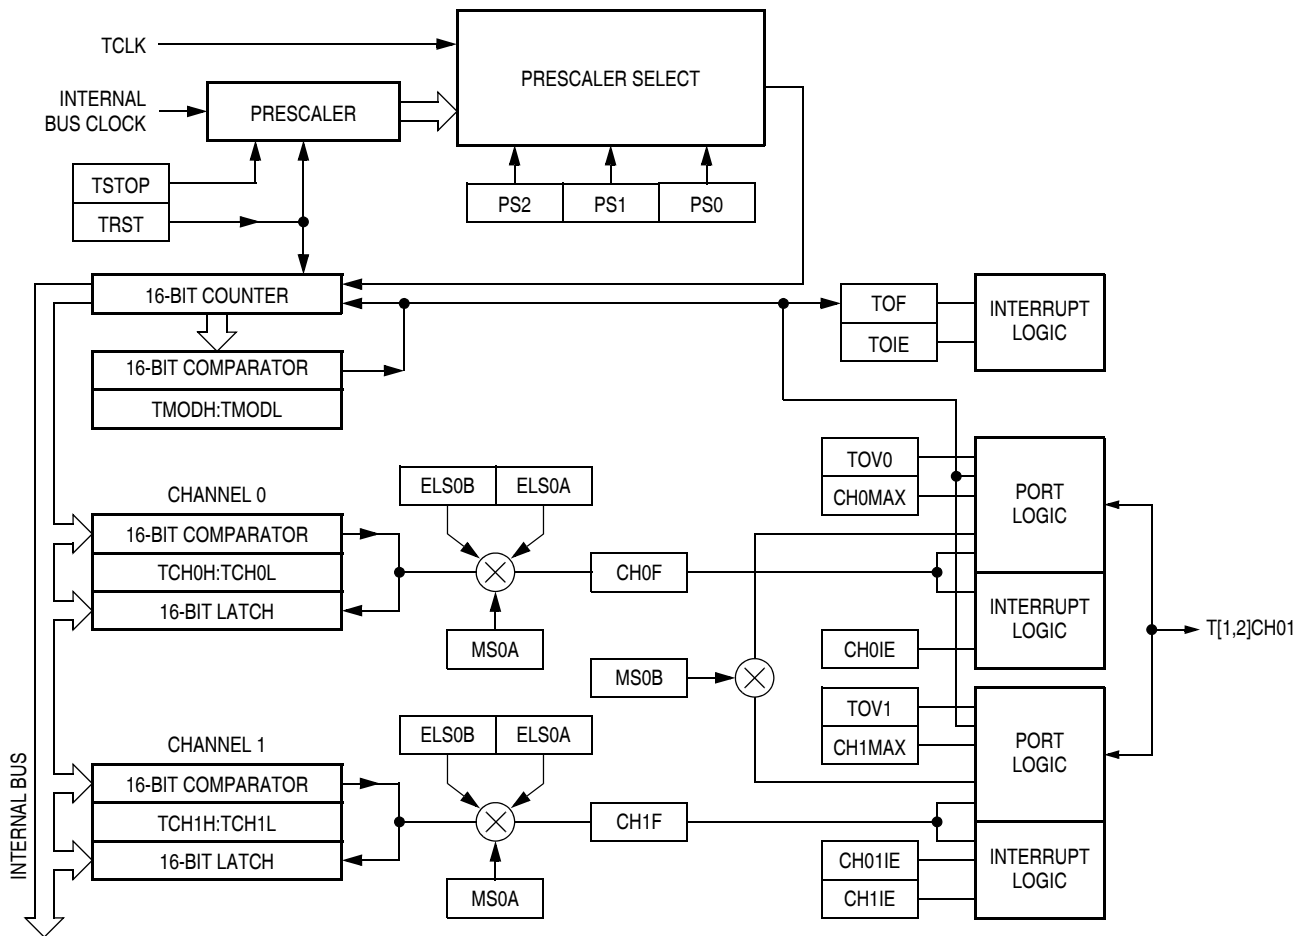 TCLK
PRESCALER SELECT
INTERNAL
BUS CLOCK
PRESCALER
TSTOP
TRST
PS2
PS1
PS0
16-BIT COUNTER
TOF
TOIE
INTERRUPT
LOGIC
16-BIT COMPARATOR
TMODH:TMODL
CHANNEL 0
16-BIT COMPARATOR
TCH0H:TCH0L
16-BIT LATCH
ELS0B
ELS0A
MS0A
CH0F
TOV0
CH0MAX
PORT
LOGIC
INTERRUPT
LOGIC
CH0IE
T[1,2]CH01
MS0B
CHANNEL 1
16-BIT COMPARATOR
TCH1H:TCH1L
16-BIT LATCH
ELS0B
ELS0A
MS0A
CH1F
TOV1
CH1MAX
PORT
LOGIC
INTERRUPT
LOGIC
CH01IE
CH1IE
INTERNAL BUS